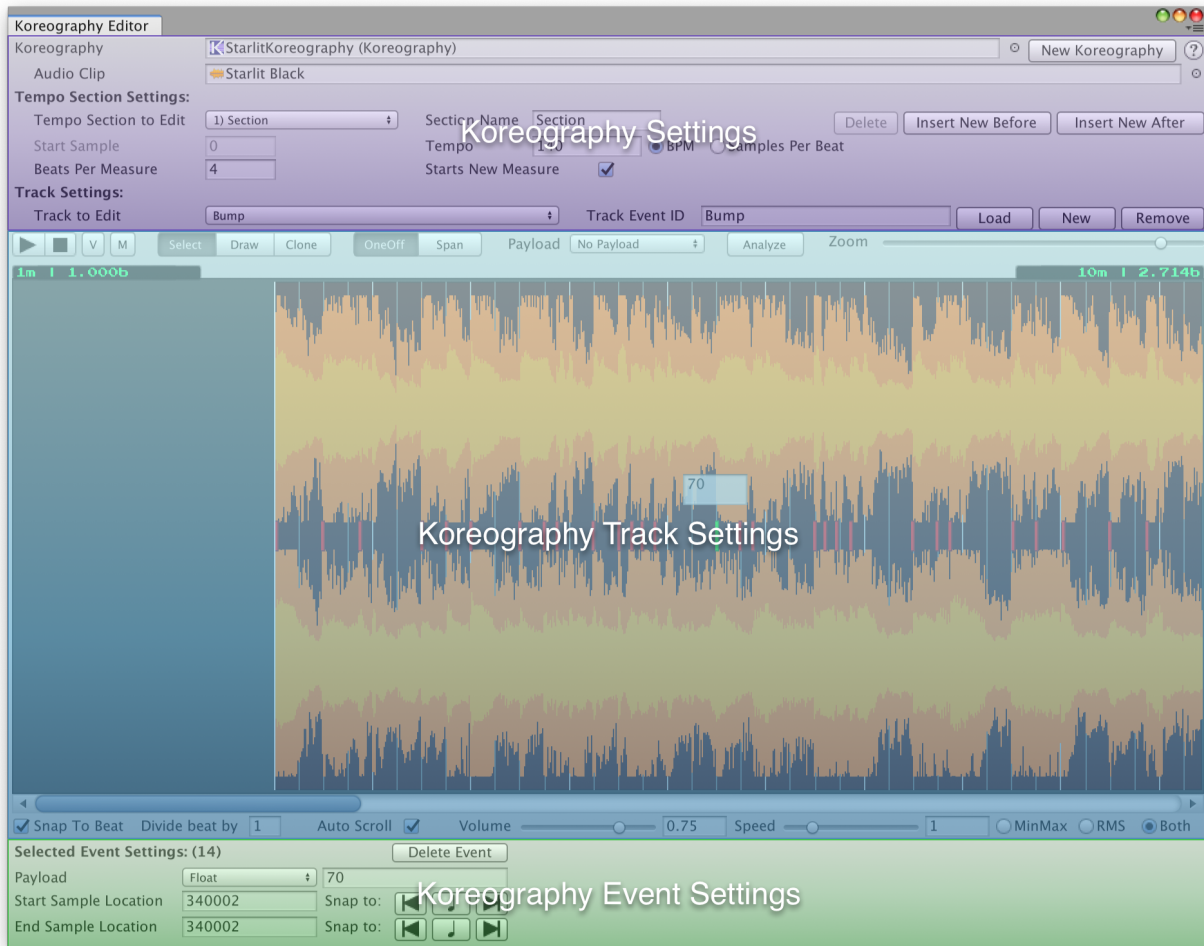 Koreography Editor
Koreography StarlitKoreography (Koreography) New Koreography ?
Audio Clip Starlit Black
Tempo Section Settings:
Tempo Section to Edit 1) Section Section Name Section Delete Insert New Before Insert New After
Koreography Settings
Start Sample 0 Tempo BPM Samples Per Beat
Beats Per Measure 4 Starts New Measure
Track Settings:
Track to Edit Bump Track Event ID Bump Load New Remove
V M Select Draw Clone OneOff Span Payload No Payload Analyze Zoom
1m | 1.000b 10m | 2.714b
70
Koreography Track Settings
Snap To Beat Divide beat by 1 Auto Scroll Volume 0.75 Speed 1 MinMax RMS Both
Selected Event Settings: (14) Delete Event
Payload Float 70
Koreography Event Settings
Start Sample Location 340002 Snap to:
End Sample Location 340002 Snap to: